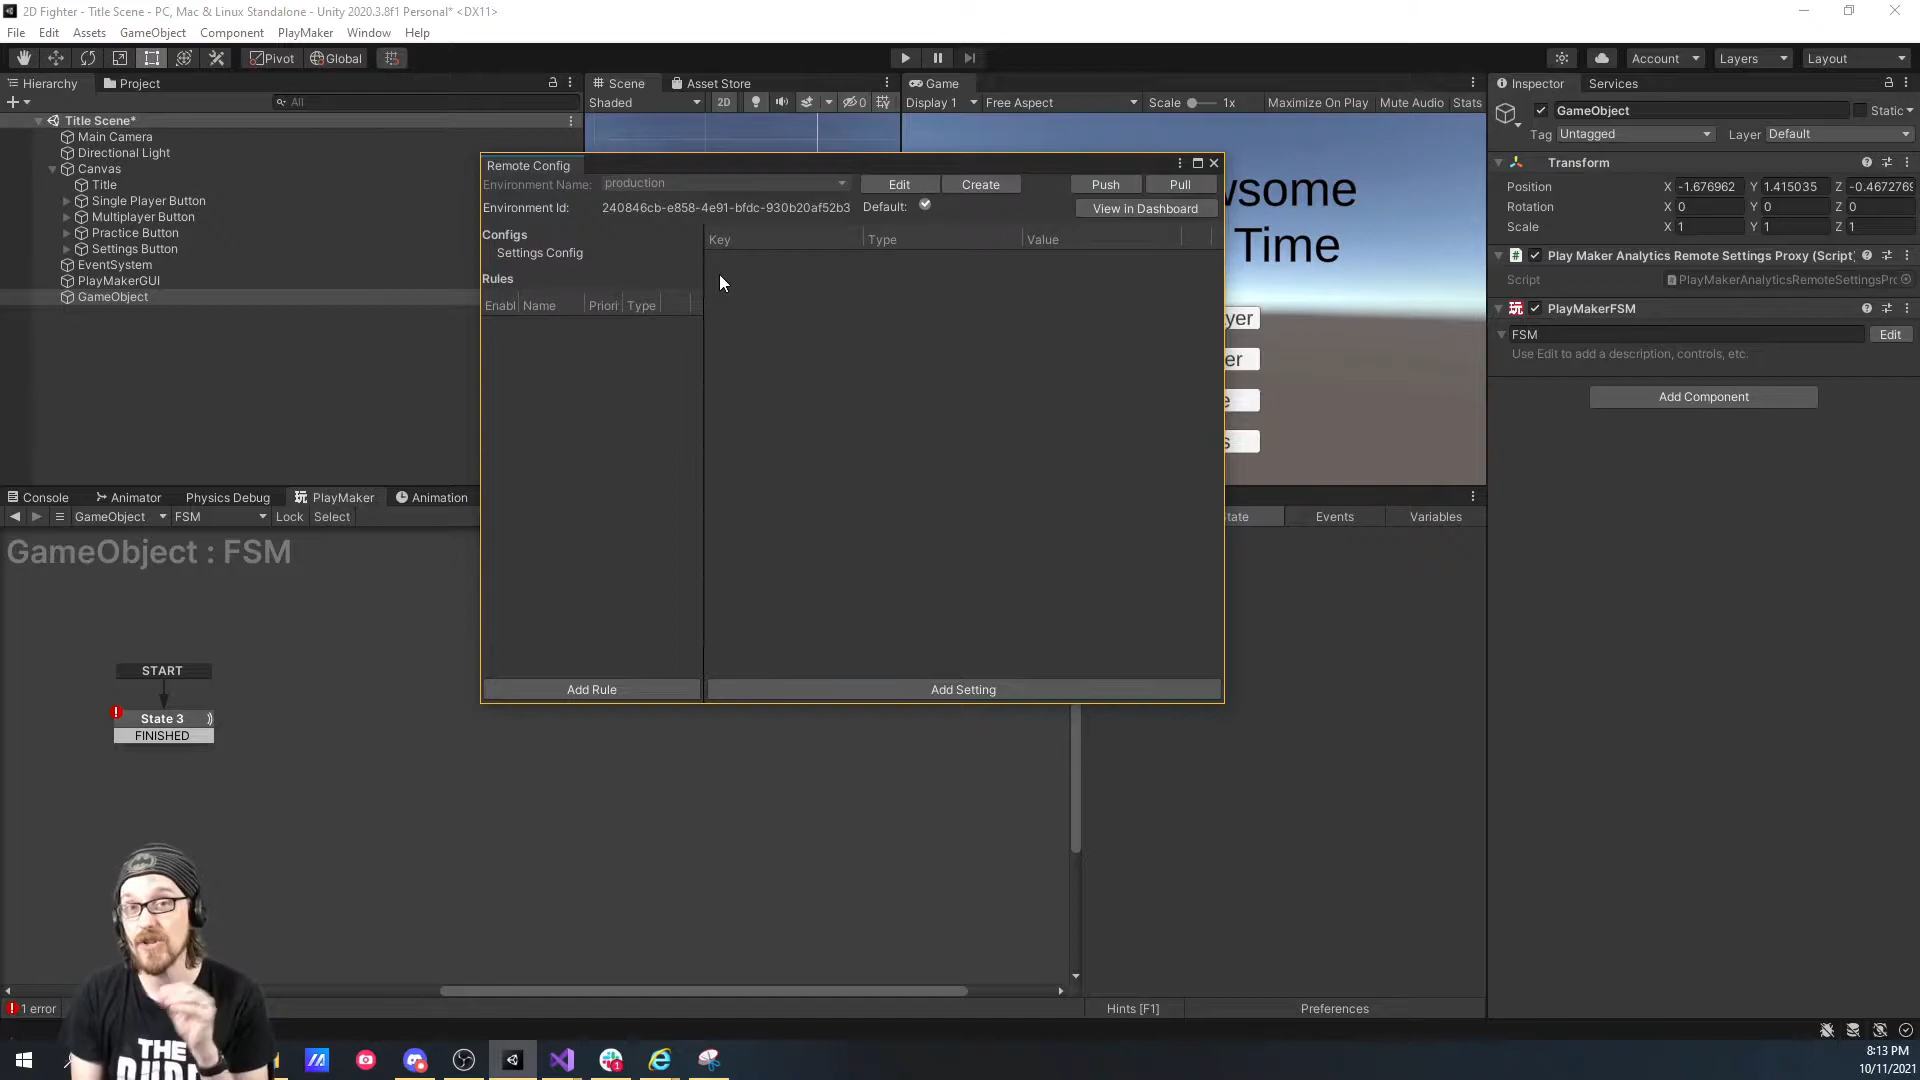 2D Fighter - Title Scene - PC, Mac & Linux Standalone - Unity 2020.3.8f1 Personal* <DX11>
File Edit Assets GameObject Component PlayMaker Window Help
Pivot Global Account Layers Layout
Hierarchy Project Scene Asset Store Game Inspector Services
All Shaded 2D 0 Display 1 Free Aspect Scale 1x Maximize On Play Mute Audio Stats GameObject Static
Title Scene*
Main Camera
Directional Light
Canvas
Title
Single Player Button
Multiplayer Button
Practice Button
Settings Button
EventSystem
PlayMakerGUI
GameObject
Remote Config
Environment Name: production Edit Create Push Pull
Environment Id: 240846cb-e858-4e91-bfdc-930b20af52b3 Default: View in Dashboard
Configs
Settings Config
Rules
Enabl Name Priori Type
Key Type Value
Add Rule Add Setting
wsome
Time
yer
er
e
s
Tag Untagged Layer Default
Transform
Position X -1.676962 Y 1.415035 Z -0.4672769
Rotation X 0 Y 0 Z 0
Scale X 1 Y 1 Z 1
Play Maker Analytics Remote Settings Proxy (Script)
Script PlayMakerAnalyticsRemoteSettingsPro
PlayMakerFSM
FSM Edit
Use Edit to add a description, controls, etc.
Add Component
Console Animator Physics Debug PlayMaker Animation
GameObject FSM Lock Select tate Events Variables
GameObject : FSM
START
State 3
FINISHED
1 error Hints [F1] Preferences
THE
DUDE
1
8:13 PM
10/11/2021